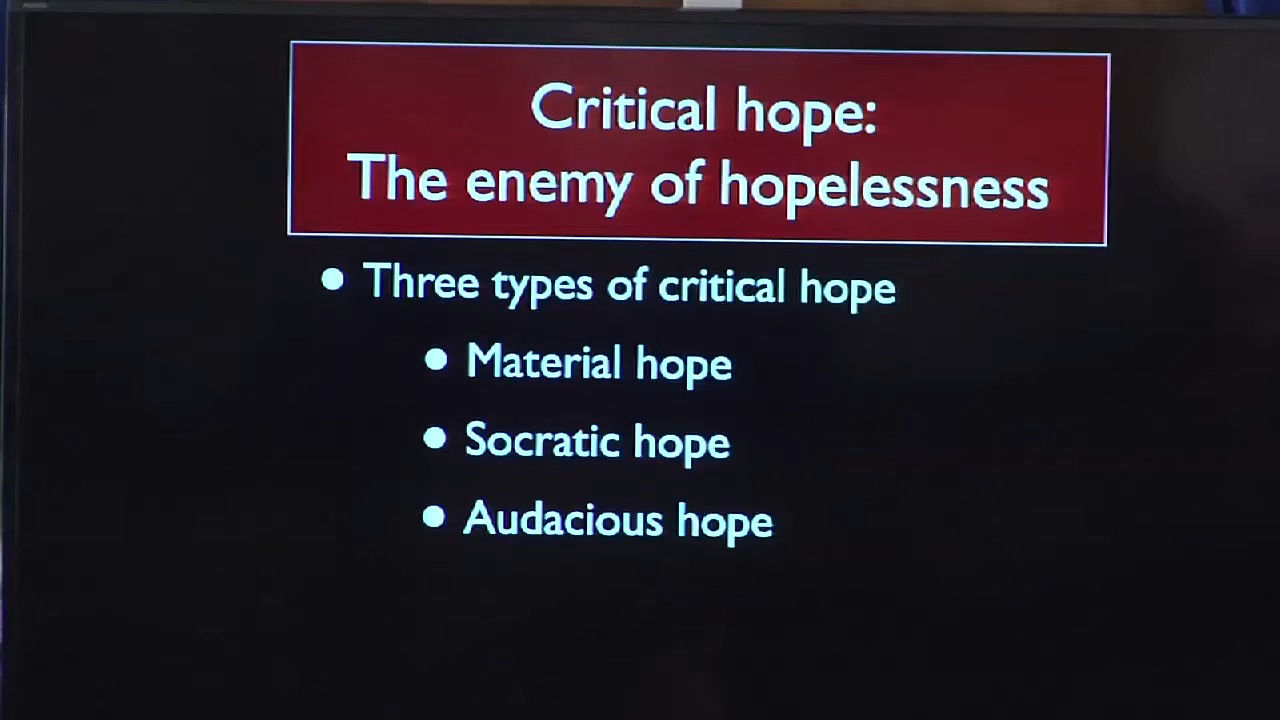 Critical hope:
The enemy of hopelessness
● Three types of critical hope
● Material hope
● Socratic hope
● Audacious hope